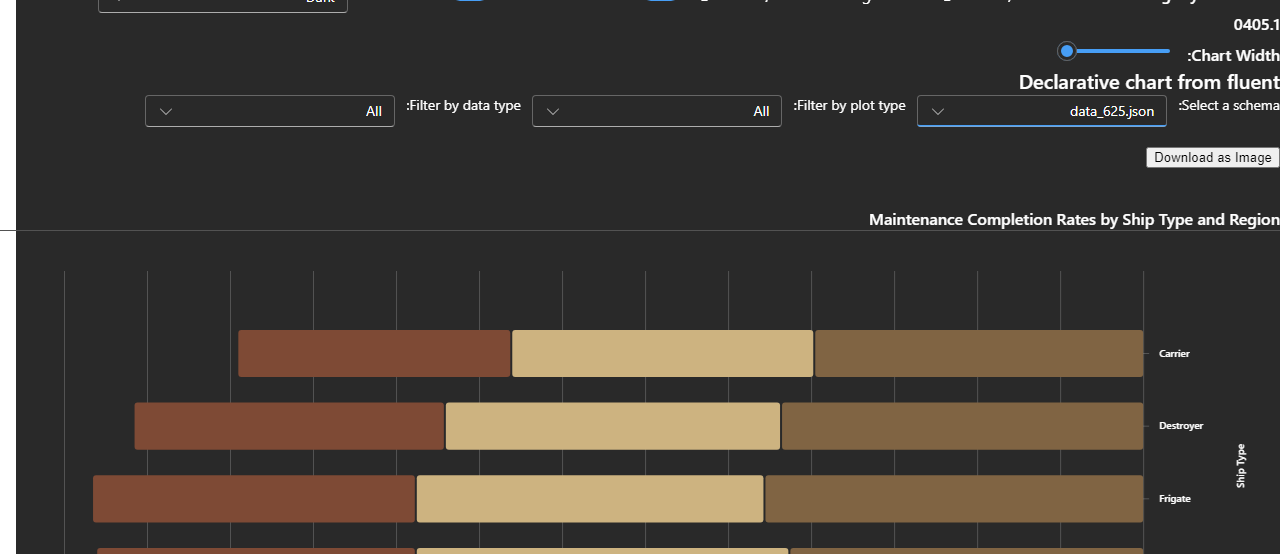 0405.1
:Chart Width
Declarative chart from fluent
:Select a schema
data_625.json
:Filter by plot type
All
:Filter by data type
All
Download as Image
Maintenance Completion Rates by Ship Type and Region
Carrier
Destroyer
Frigate
Ship Type